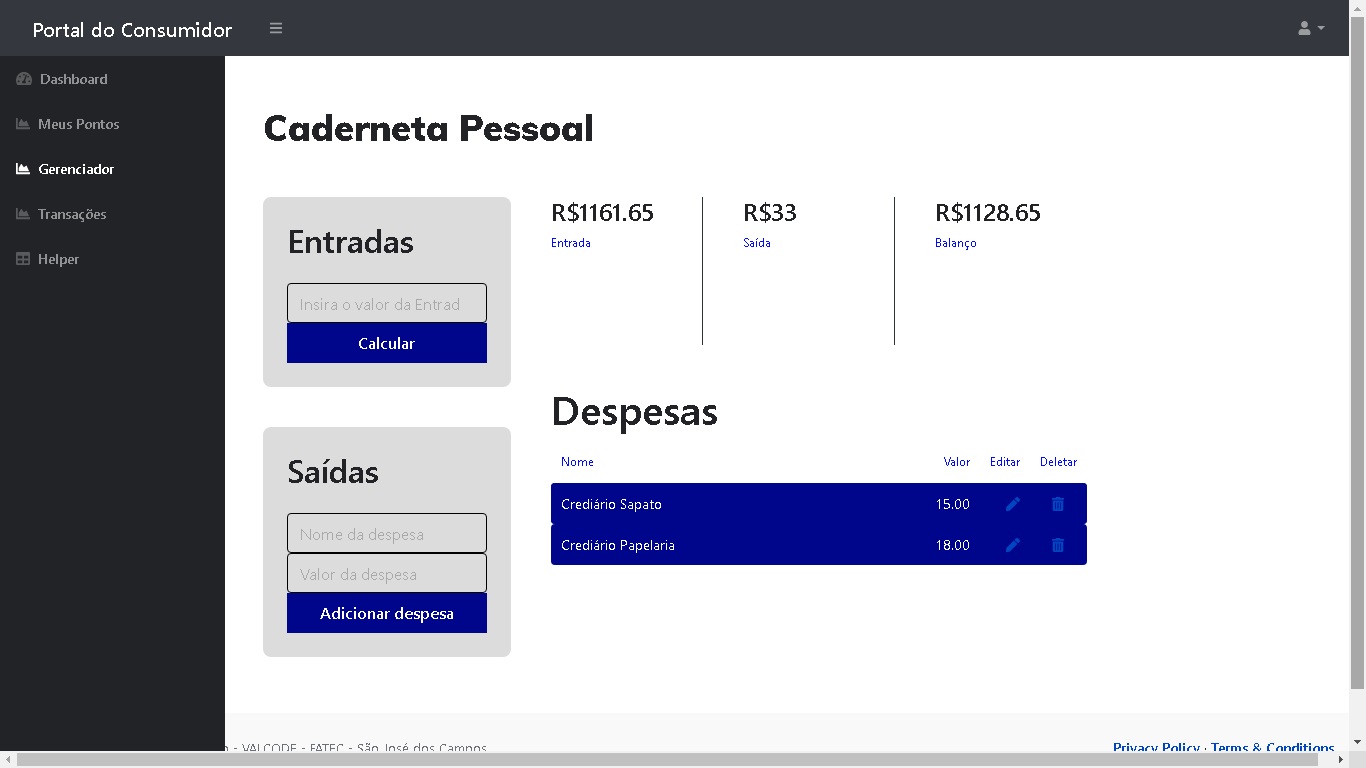 Portal do Consumidor
Dashboard
Meus Pontos
Gerenciador
Transações
Helper
Caderneta Pessoal
Entradas
Insira o valor da Entrad
Calcular
R$1161.65
Entrada
R$33
Saída
R$1128.65
Balanço
Saídas
Nome da despesa
Valor da despesa
Adicionar despesa
Despesas
Nome Valor Editar Deletar
Crediário Sapato 15.00
Crediário Papelaria 18.00
- VALCODE - FATEC - São José dos Campos
Privacy Policy · Terms & Conditions